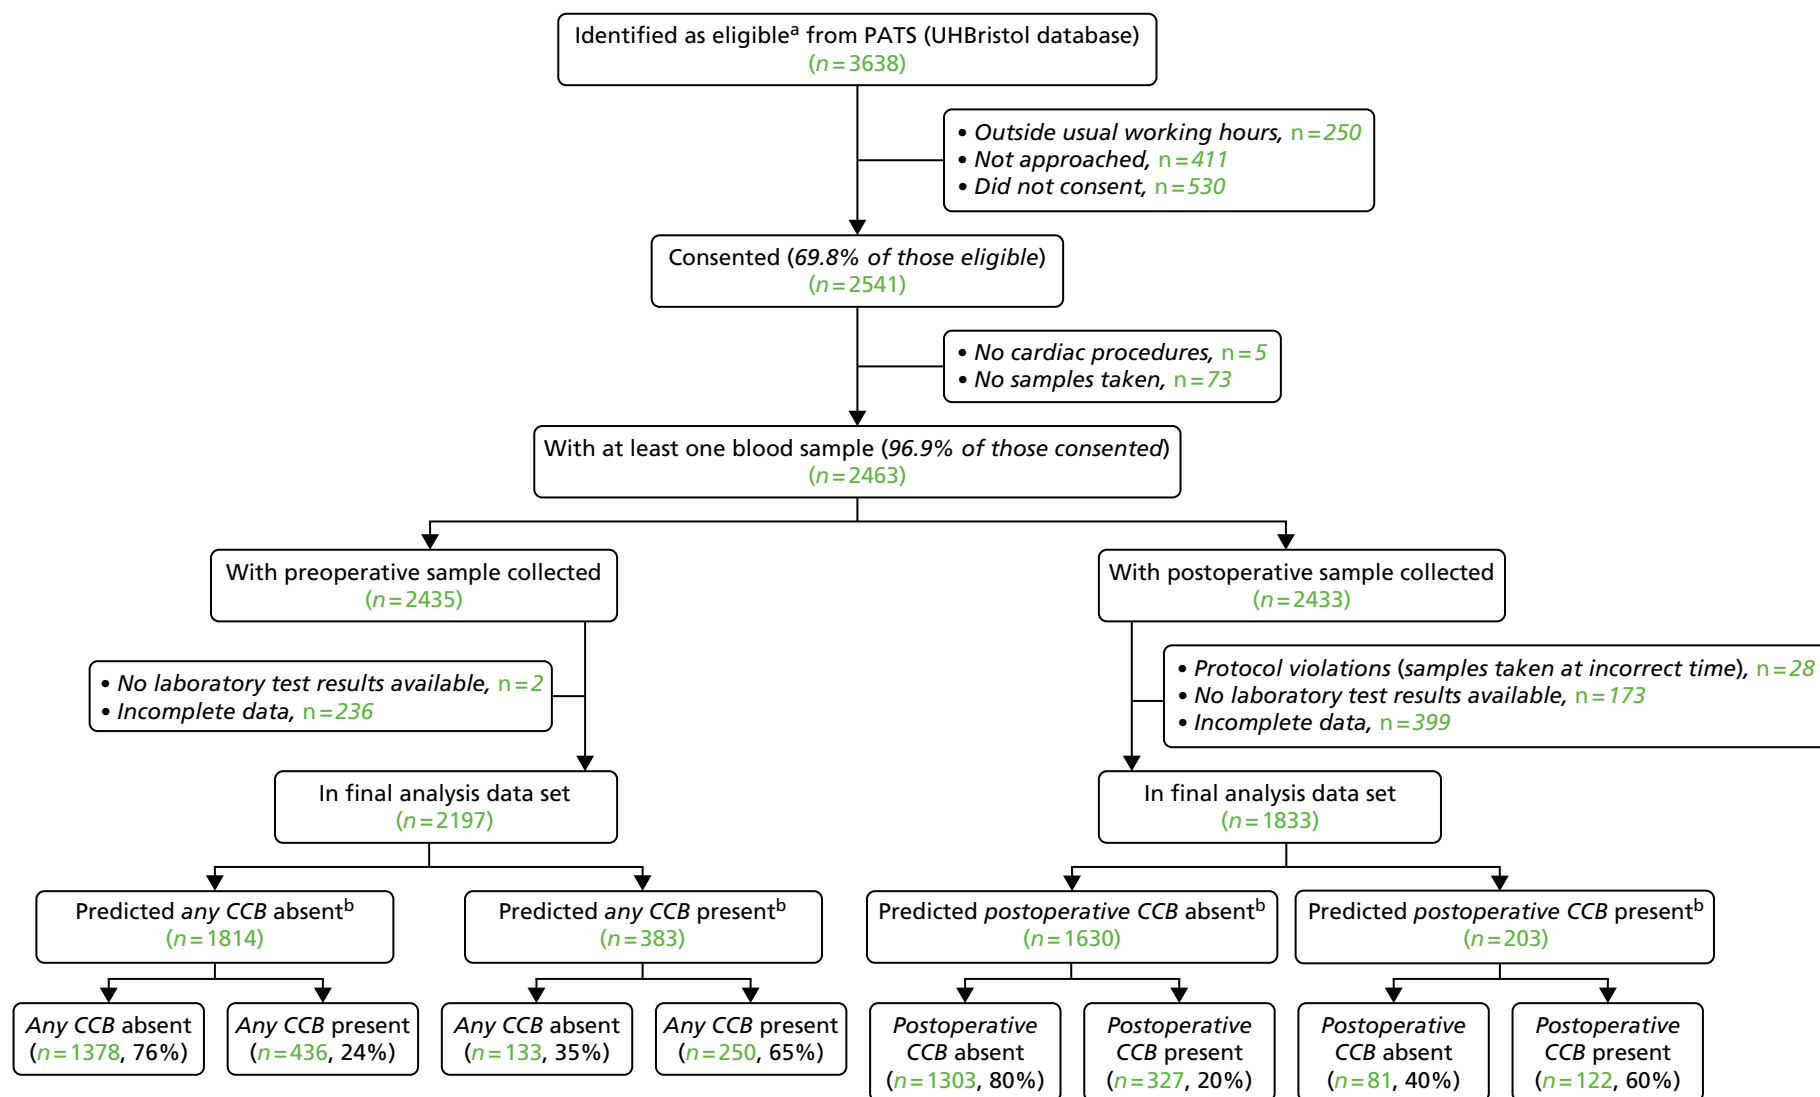 Identified as eligibleᵃ from PATS (UHBristol database)
(n=3638)
• Outside usual working hours, n=250
• Not approached, n=411
• Did not consent, n=530
Consented (69.8% of those eligible)
(n=2541)
• No cardiac procedures, n=5
• No samples taken, n=73
With at least one blood sample (96.9% of those consented)
(n=2463)
With preoperative sample collected
(n=2435)
With postoperative sample collected
(n=2433)
• No laboratory test results available, n=2
• Incomplete data, n=236
• Protocol violations (samples taken at incorrect time), n=28
• No laboratory test results available, n=173
• Incomplete data, n=399
In final analysis data set
(n=2197)
In final analysis data set
(n=1833)
Predicted any CCB absentᵇ
(n=1814)
Predicted any CCB presentᵇ
(n=383)
Predicted postoperative CCB absentᵇ
(n=1630)
Predicted postoperative CCB presentᵇ
(n=203)
Any CCB absent
(n=1378, 76%)
Any CCB present
(n=436, 24%)
Any CCB absent
(n=133, 35%)
Any CCB present
(n=250, 65%)
Postoperative
CCB absent
(n=1303, 80%)
Postoperative
CCB present
(n=327, 20%)
Postoperative
CCB absent
(n=81, 40%)
Postoperative
CCB present
(n=122, 60%)